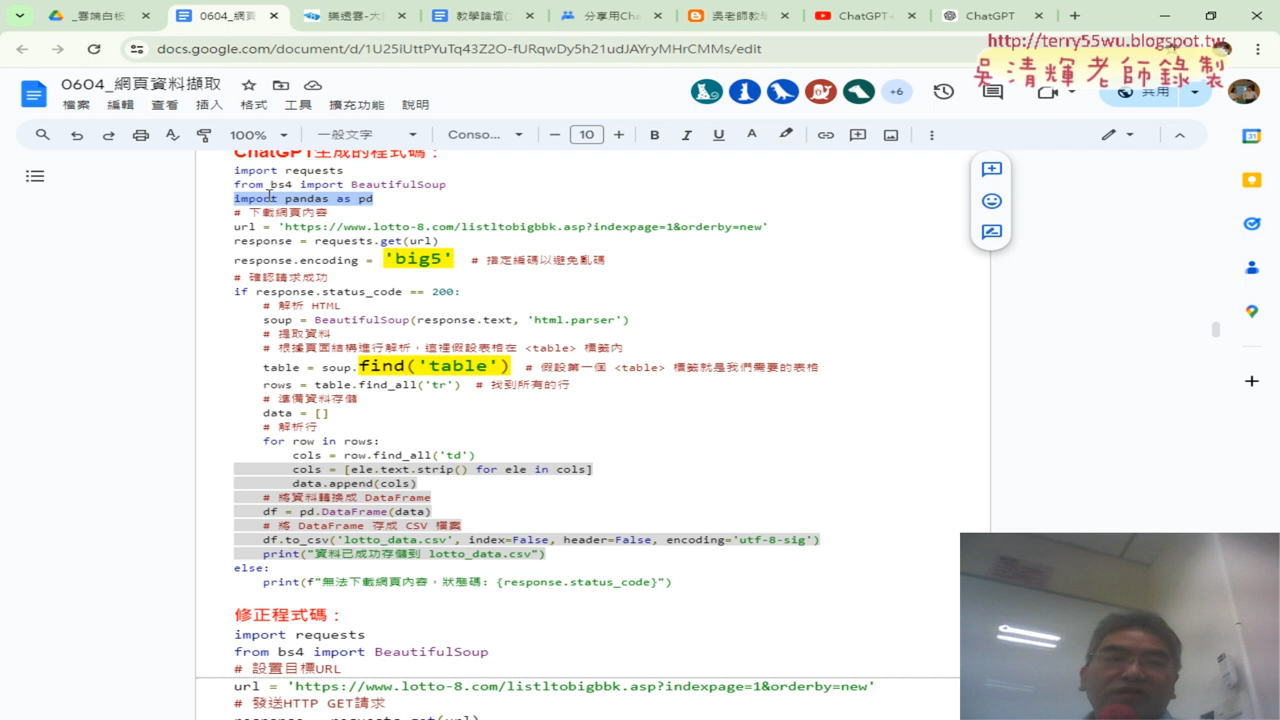 _雲端白板
0604_網頁
樂透雲-大
教學論壇(
分享用Cha
吳老師教
ChatGPT+
ChatGPT
docs.google.com/document/d/1U25iUttPYuTq43Z2O-fURqwDy5h21udJAYryMHrCMMs/edit
http://terry55wu.blogspot.tw
吳清輝老師錄製
0604_網頁資料擷取
檔案 編輯 查看 插入 格式 工具 擴充功能 說明
+6
共用
100% 一般文字 Conso... 10
ChatGPT生成的程式碼：
import requests
from bs4 import BeautifulSoup
import pandas as pd
# 下載網頁內容
url = 'https://www.lotto-8.com/listltobigbbk.asp?indexpage=1&orderby=new'
response = requests.get(url)
response.encoding = 'big5' # 指定編碼以避免亂碼
# 確認請求成功
if response.status_code == 200:
# 解析 HTML
soup = BeautifulSoup(response.text, 'html.parser')
# 提取資料
# 根據頁面結構進行解析，這裡假設表格在 <table> 標籤內
table = soup.find('table') # 假設第一個 <table> 標籤就是我們需要的表格
rows = table.find_all('tr') # 找到所有的行
# 準備資料存儲
data = []
# 解析行
for row in rows:
cols = row.find_all('td')
cols = [ele.text.strip() for ele in cols]
data.append(cols)
# 將資料轉換成 DataFrame
df = pd.DataFrame(data)
# 將 DataFrame 存成 CSV 檔案
df.to_csv('lotto_data.csv', index=False, header=False, encoding='utf-8-sig')
print("資料已成功存儲到 lotto_data.csv")
else:
print(f"無法下載網頁內容，狀態碼: {response.status_code}")
修正程式碼：
import requests
from bs4 import BeautifulSoup
# 設置目標URL
url = 'https://www.lotto-8.com/listltobigbbk.asp?indexpage=1&orderby=new'
# 發送HTTP GET請求
response = requests.get(url)